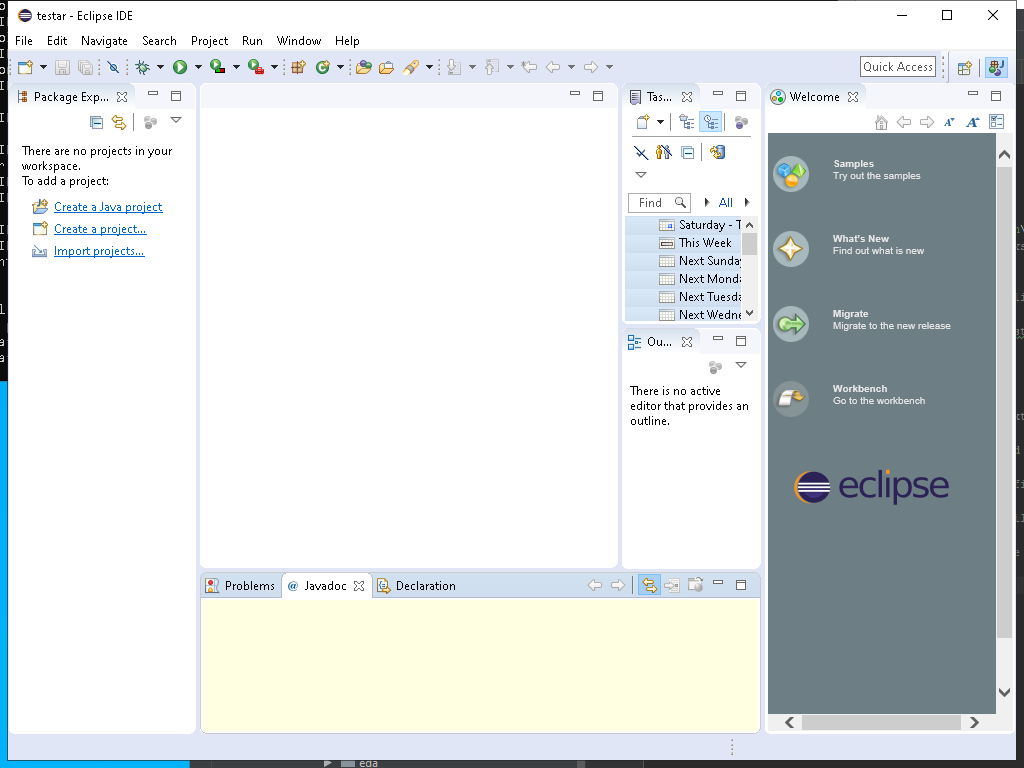 testar - Eclipse IDE
File Edit Navigate Search Project Run Window Help
Quick Access
Package Exp...
There are no projects in your
workspace.
To add a project:
Create a Java project
Create a project...
Import projects...
Tas...
Find
All
Saturday - T
This Week
Next Sunday
Next Monda
Next Tuesda
Next Wedne
Ou...
There is no active
editor that provides an
outline.
Welcome
Samples
Try out the samples
What's New
Find out what is new
Migrate
Migrate to the new release
Workbench
Go to the workbench
eclipse
Problems @ Javadoc Declaration
eda